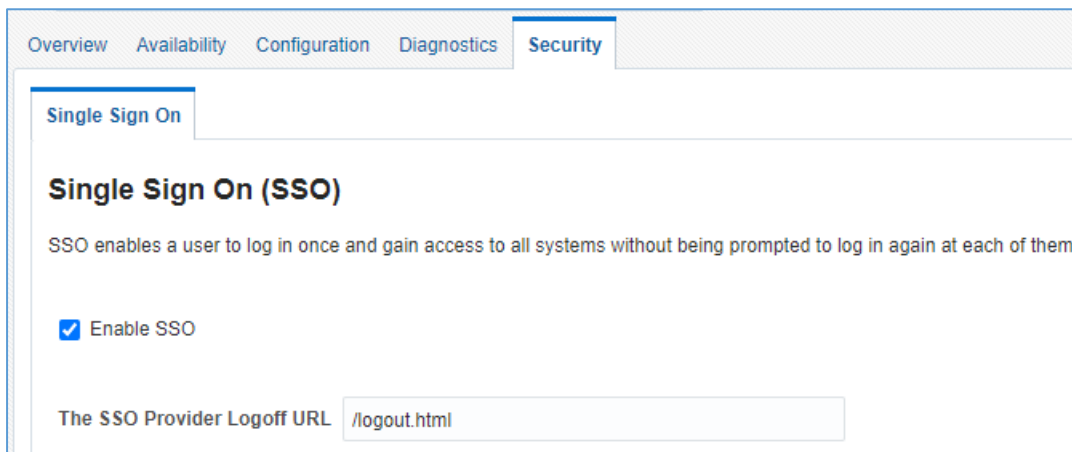 Overview Availability Configuration Diagnostics Security
Single Sign On
Single Sign On (SSO)
SSO enables a user to log in once and gain access to all systems without being prompted to log in again at each of them
Enable SSO
The SSO Provider Logoff URL /logout.html